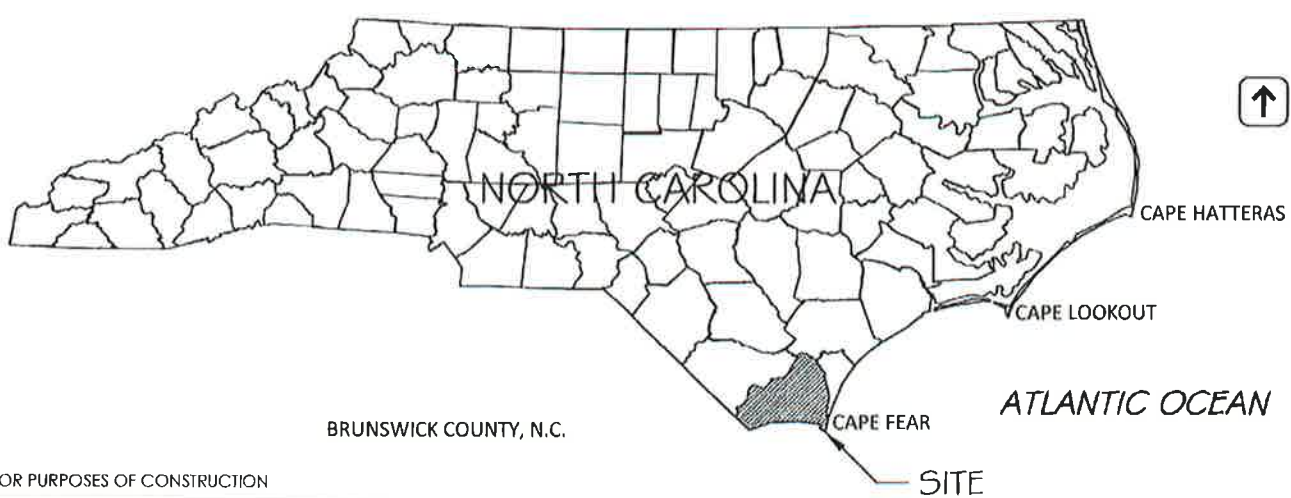 NORTH CAROLINA
CAPE HATTERAS
CAPE LOOKOUT
ATLANTIC OCEAN
CAPE FEAR
BRUNSWICK COUNTY, N.C.
OR PURPOSES OF CONSTRUCTION
SITE